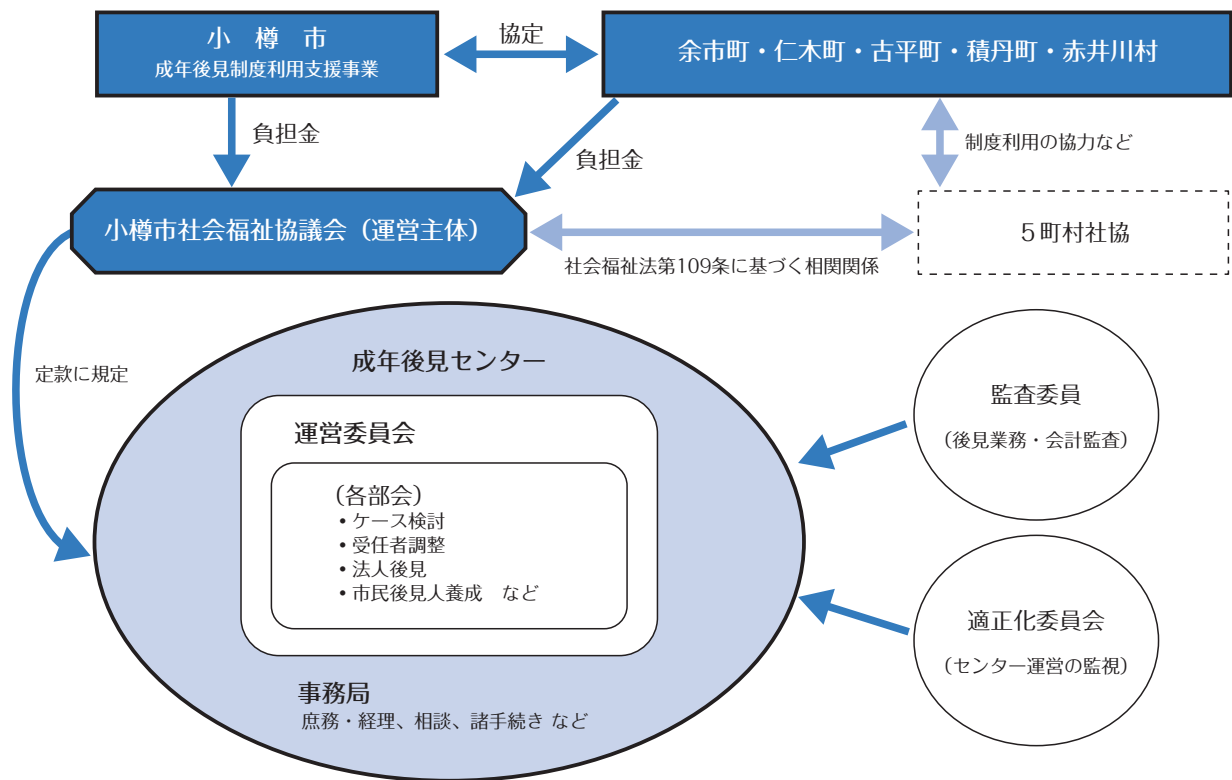 小 樽 市
成年後見制度利用支援事業
協定
余市町・仁木町・古平町・積丹町・赤井川村
負担金
負担金
制度利用の協力など
小樽市社会福祉協議会（運営主体）
5町村社協
社会福祉法第109条に基づく相関関係
定款に規定
成年後見センター
運営委員会
（各部会）
• ケース検討
• 受任者調整
• 法人後見
• 市民後見人養成　など
事務局
庶務・経理、相談、諸手続き など
監査委員
（後見業務・会計監査）
適正化委員会
（センター運営の監視）